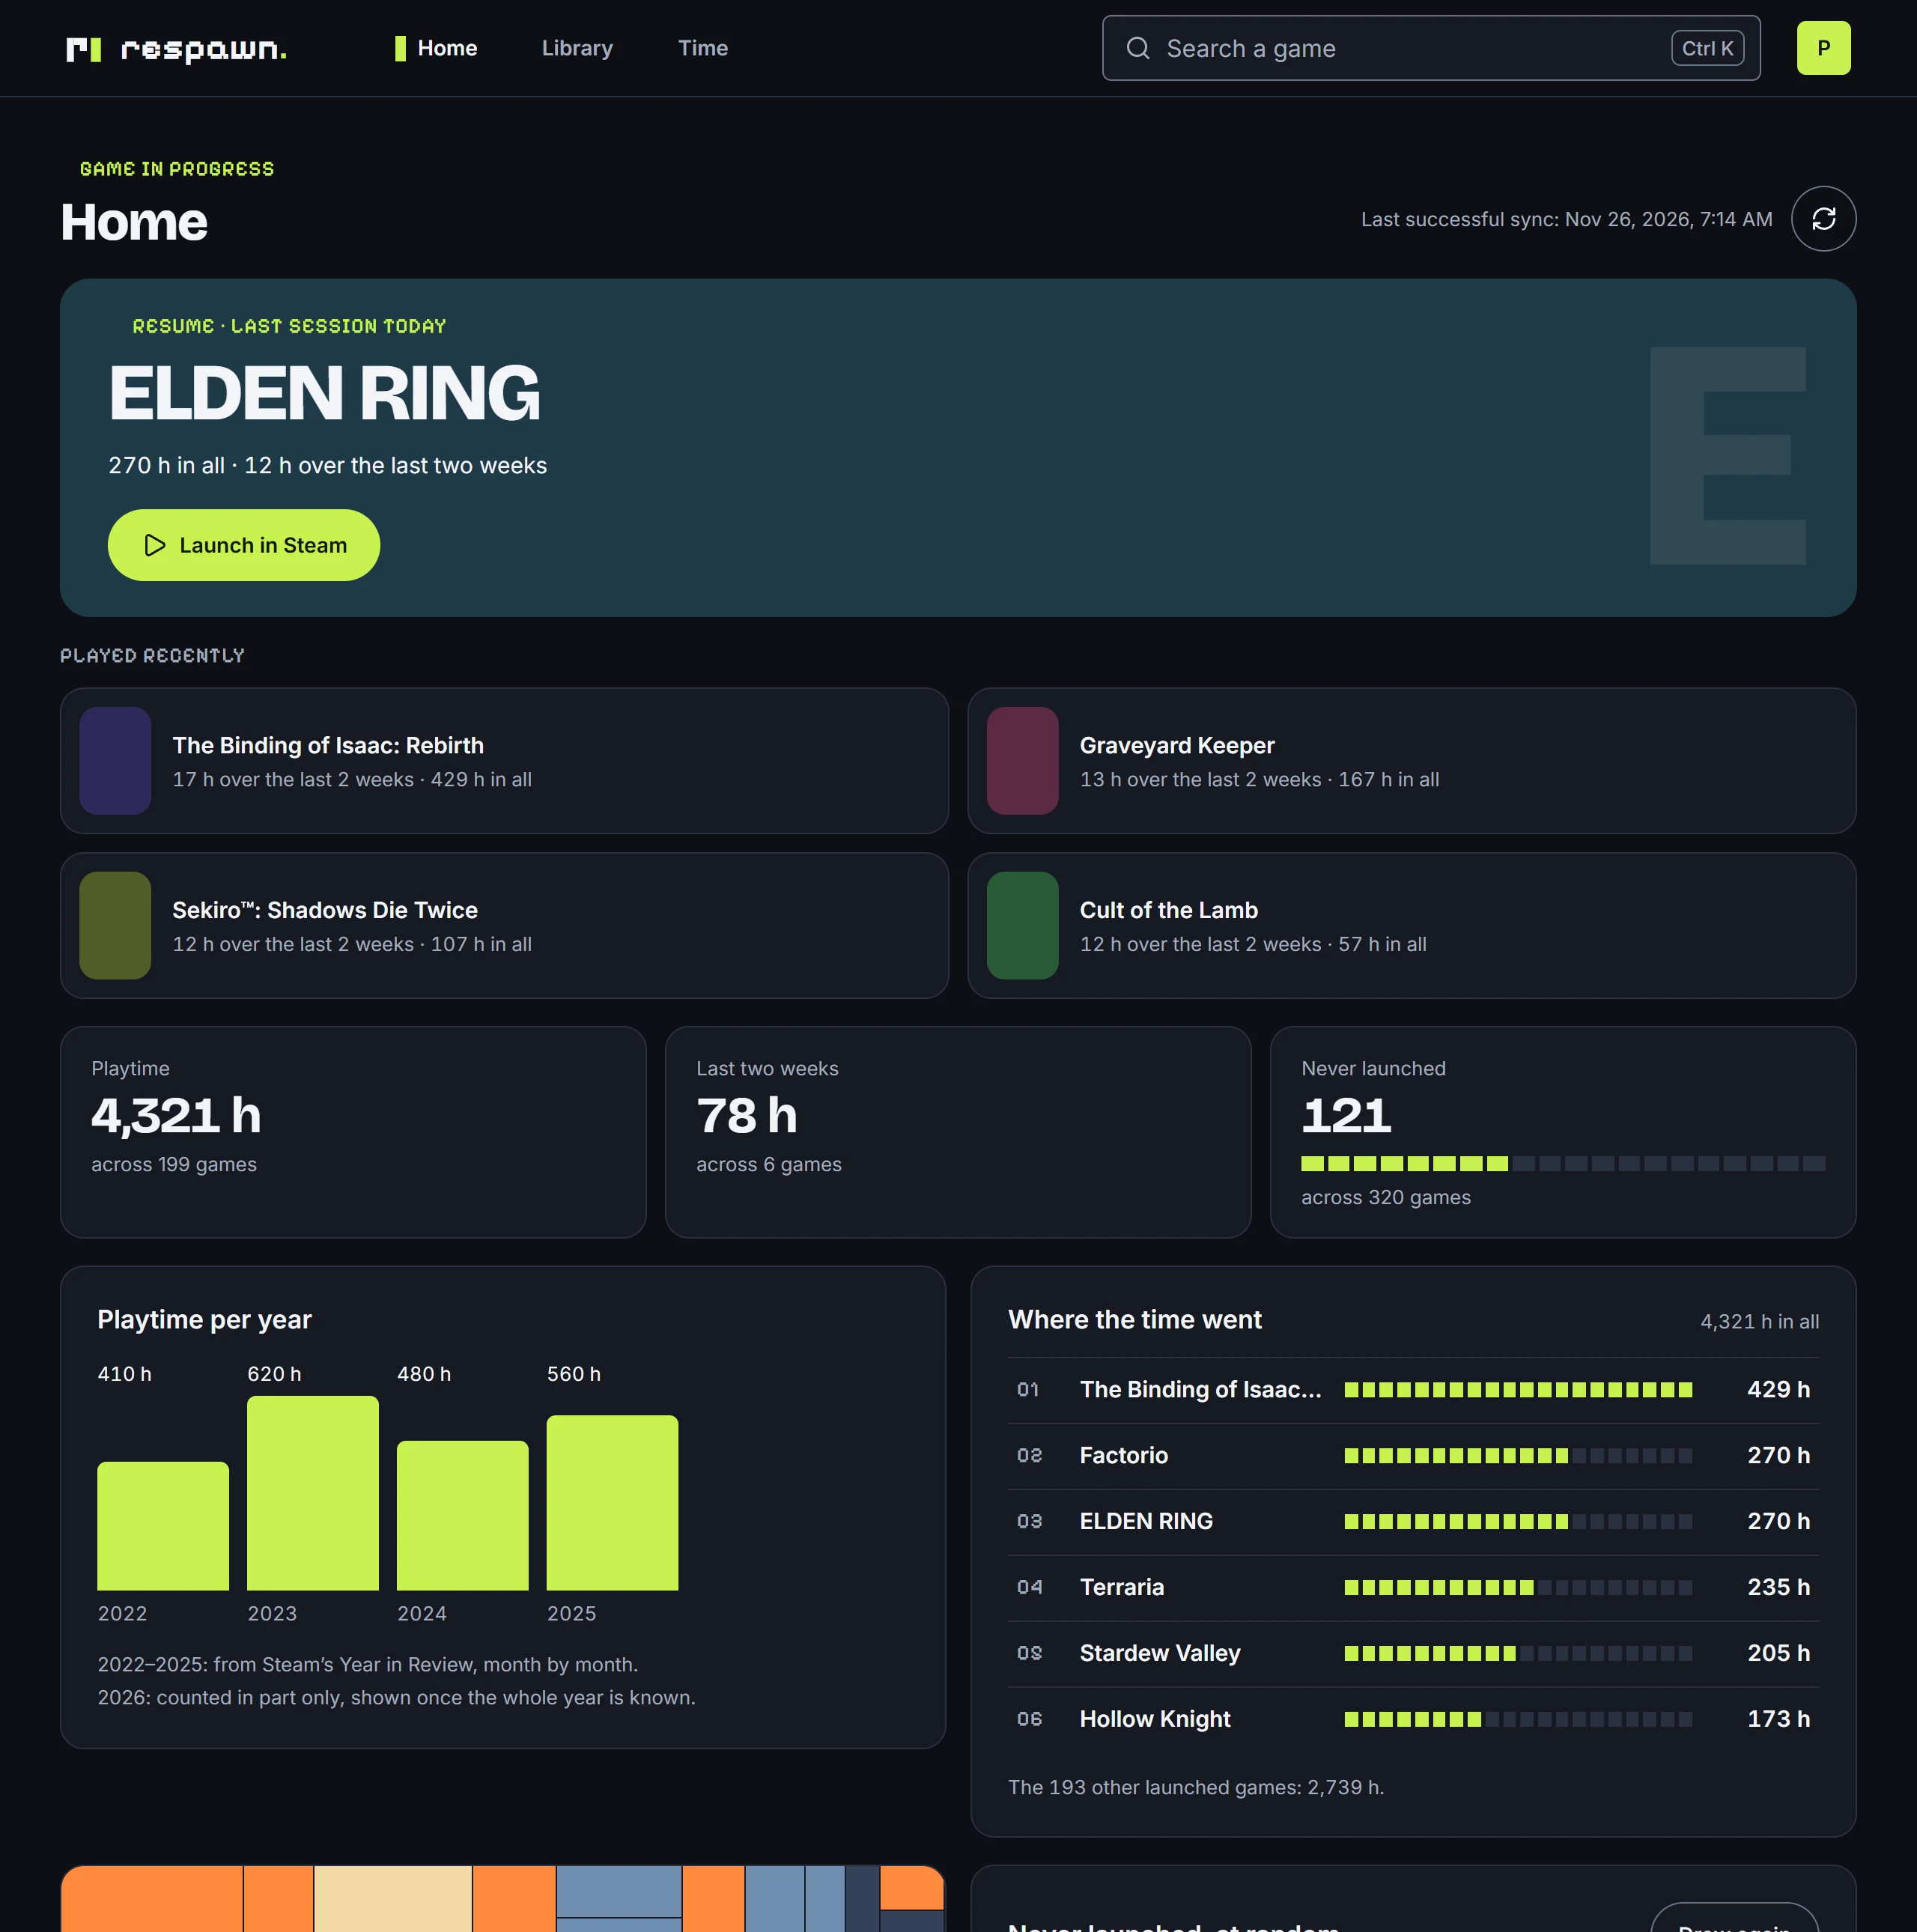 respawn.
Home
Library
Time
Search a game
Ctrl K
P
GAME IN PROGRESS
Home
Last successful sync: Nov 26, 2026, 7:14 AM
RESUME · LAST SESSION TODAY
ELDEN RING
270 h in all · 12 h over the last two weeks
Launch in Steam
E
PLAYED RECENTLY
The Binding of Isaac: Rebirth
17 h over the last 2 weeks · 429 h in all
Graveyard Keeper
13 h over the last 2 weeks · 167 h in all
Sekiro™: Shadows Die Twice
12 h over the last 2 weeks · 107 h in all
Cult of the Lamb
12 h over the last 2 weeks · 57 h in all
Playtime
4,321 h
across 199 games
Last two weeks
78 h
across 6 games
Never launched
121
across 320 games
Playtime per year
410 h
620 h
480 h
560 h
2022
2023
2024
2025
2022–2025: from Steam’s Year in Review, month by month.
2026: counted in part only, shown once the whole year is known.
Where the time went
4,321 h in all
01 The Binding of Isaac... 429 h
02 Factorio 270 h
03 ELDEN RING 270 h
04 Terraria 235 h
05 Stardew Valley 205 h
06 Hollow Knight 173 h
The 193 other launched games: 2,739 h.
Never launched, at random
Draw again